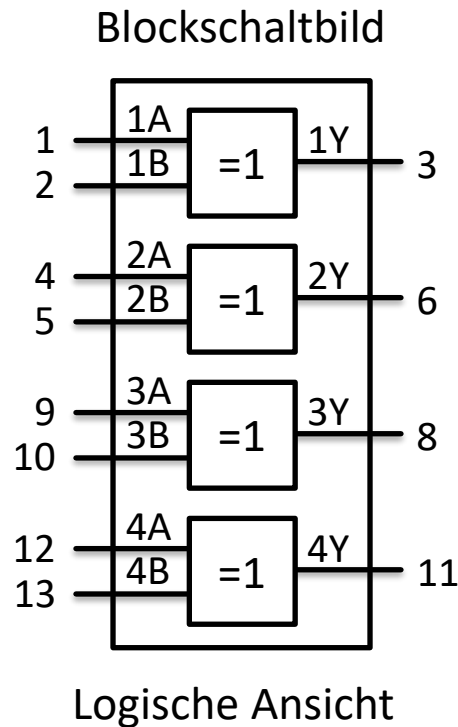 Blockschaltbild
1 1A =1 1Y 3
2 1B
4 2A =1 2Y 6
5 2B
9 3A =1 3Y 8
10 3B
12 4A =1 4Y 11
13 4B
Logische Ansicht